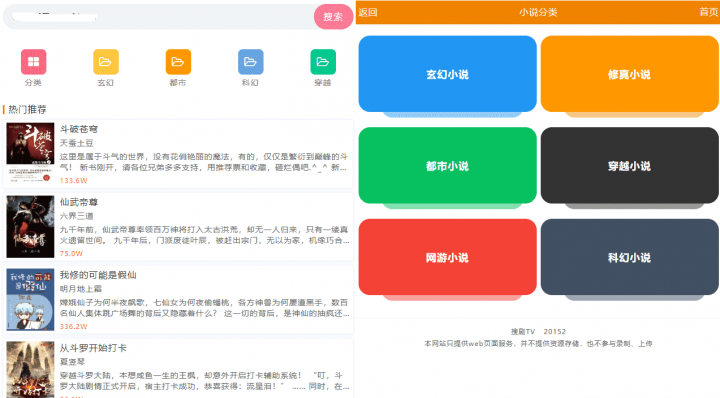 搜索
分类
玄幻
都市
科幻
穿越
热门推荐
斗破苍穹
天蚕土豆
这里是属于斗气的世界，没有花俏艳丽的魔法，有的，仅仅是繁衍到巅峰的斗
气！ 新书刚开，请各位兄弟多多支持，用推荐票和收藏，砸烂偶吧.^_^ 新...
133.6W
仙武帝尊
六界三道
九千年前，仙武帝尊率领百万神将打入太古洪荒，却无一人归来，只有一缕真
火遗留世间。 九千年后，门派废徒叶辰，被赶出宗门，无以为家，机缘巧合...
75.0W
我修的可能是假仙
明月地上霜
嫦娥仙子为何半夜飙歌，七仙女为何夜偷蟠桃，各方神兽为何屡遭黑手，数百
名仙人集体跳广场舞的背后又隐藏着什么？ 这一切的背后，是神仙的抽疯还...
336.2W
从斗罗开始打卡
夏竖琴
穿越斗罗大陆，本想咸鱼一生的王枫，却意外开启打卡辅助系统！ “叮，斗
罗大陆剧情正式开启，宿主打卡成功，恭喜获得：流星泪！” …… 同时，在...
返回
小说分类
首页
玄幻小说
修真小说
都市小说
穿越小说
网游小说
科幻小说
搜剧TV 20152
本网站只提供web页面服务，并不提供资源存储，也不参与录制、上传